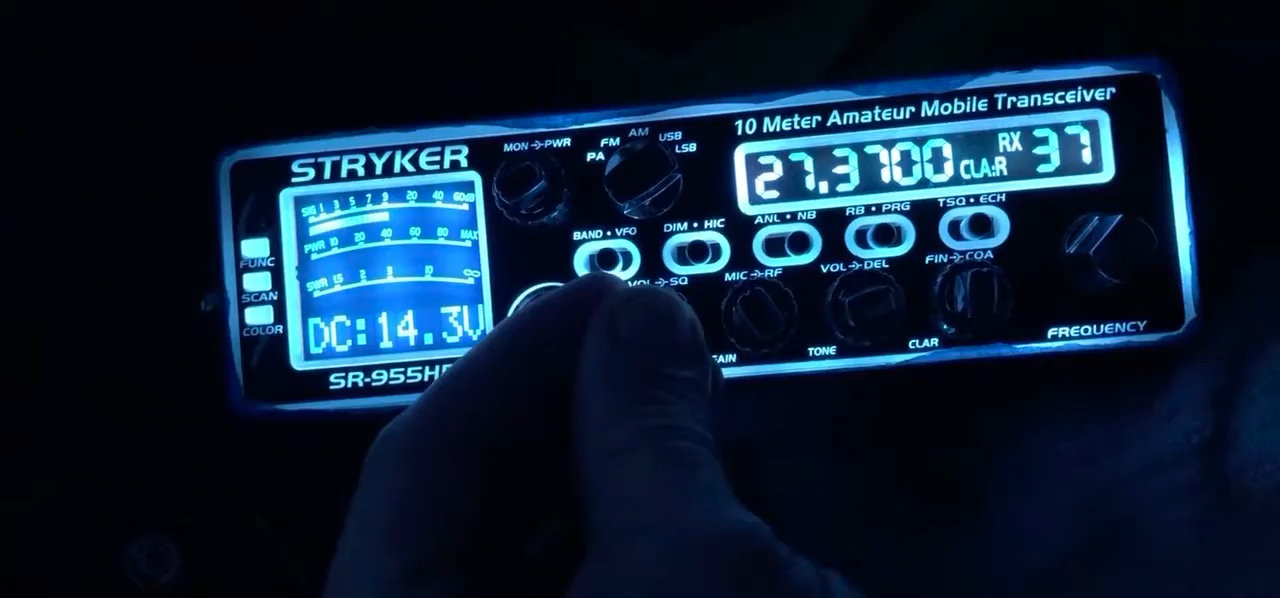 STRYKER
MON → PWR
PA FM AM USB LSB
10 Meter Amateur Mobile Transceiver
27.3700 CLA:R RX 37
SIG 1 3 5 7 9 20 40 60dB
PWR 10 20 40 60 80 MAX
SWR 1.5 2 3 10 ∞
DC:14.3V
FUNC
SCAN
COLOR
BAND • VFO
DIM • HIC
ANL • NB
RB • PRG
TSQ • ECH
VOL → SQ
MIC → RF
VOL → DEL
FIN → COA
TONE
CLAR
FREQUENCY